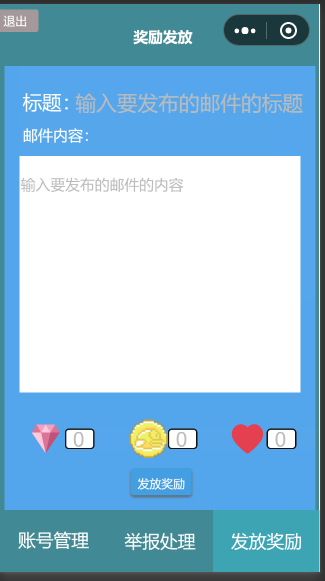 退出
奖励发放
标题：输入要发布的邮件的标题
邮件内容：
输入要发布的邮件的内容
0 0 0
发放奖励
账号管理 举报处理 发放奖励